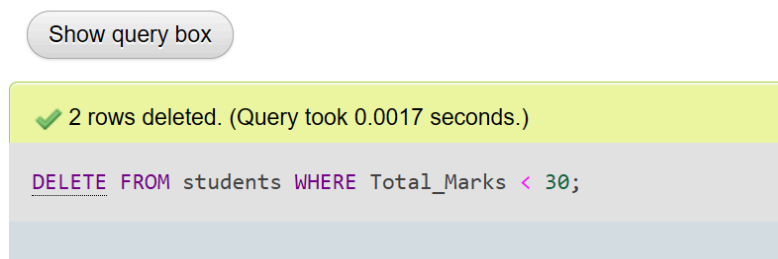 Show query box
2 rows deleted. (Query took 0.0017 seconds.)
DELETE FROM students WHERE Total_Marks < 30;